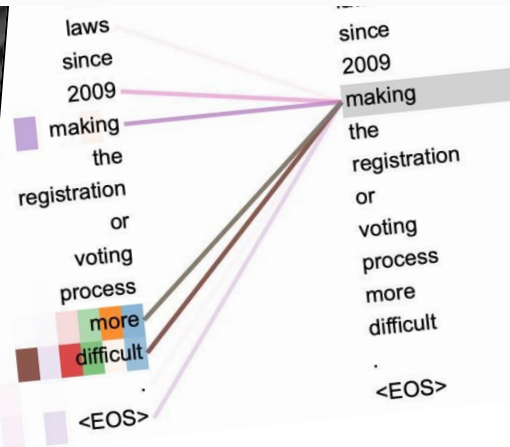 laws
since
2009
making
the
registration
or
voting
process
more
difficult
.
<EOS>
since
2009
making
the
registration
or
voting
process
more
difficult
.
<EOS>